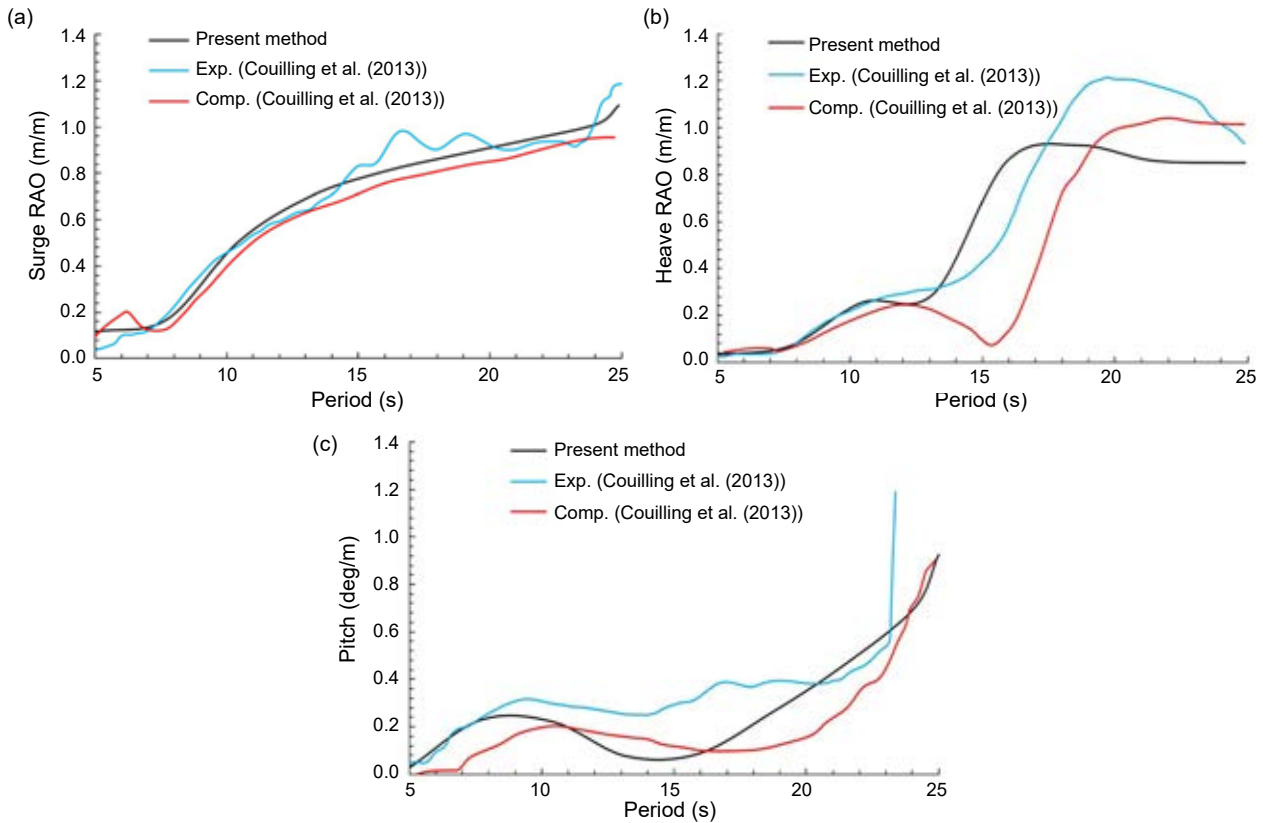 (a)
Surge RAO (m/m)
1.4
1.2
1.0
0.8
0.6
0.4
0.2
0.0
Present method
Exp. (Couilling et al. (2013))
Comp. (Couilling et al. (2013))
5 10 15 20 25
Period (s)
(b)
Heave RAO (m/m)
1.4
1.2
1.0
0.8
0.6
0.4
0.2
0.0
Present method
Exp. (Couilling et al. (2013))
Comp. (Couilling et al. (2013))
5 10 15 20 25
Period (s)
(c)
Pitch (deg/m)
1.4
1.2
1.0
0.8
0.6
0.4
0.2
0.0
Present method
Exp. (Couilling et al. (2013))
Comp. (Couilling et al. (2013))
5 10 15 20 25
Period (s)